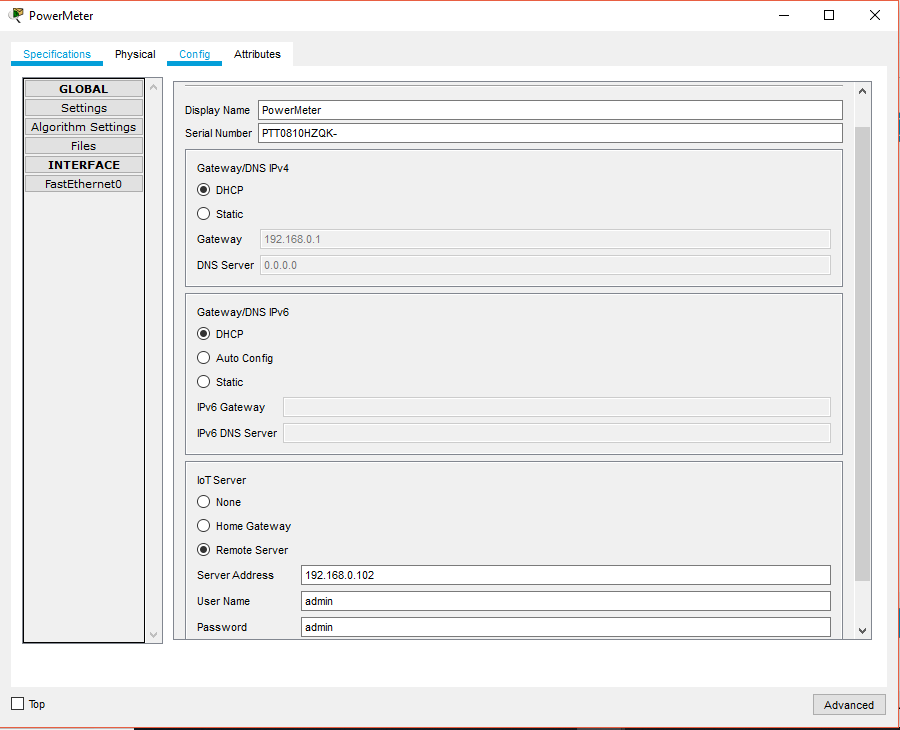 PowerMeter
Specifications Physical Config Attributes
GLOBAL
Settings
Algorithm Settings
Files
INTERFACE
FastEthernet0
Display Name PowerMeter
Serial Number PTT0810HZQK-
Gateway/DNS IPv4
DHCP
Static
Gateway 192.168.0.1
DNS Server 0.0.0.0
Gateway/DNS IPv6
DHCP
Auto Config
Static
IPv6 Gateway
IPv6 DNS Server
IoT Server
None
Home Gateway
Remote Server
Server Address 192.168.0.102
User Name admin
Password admin
Top
Advanced